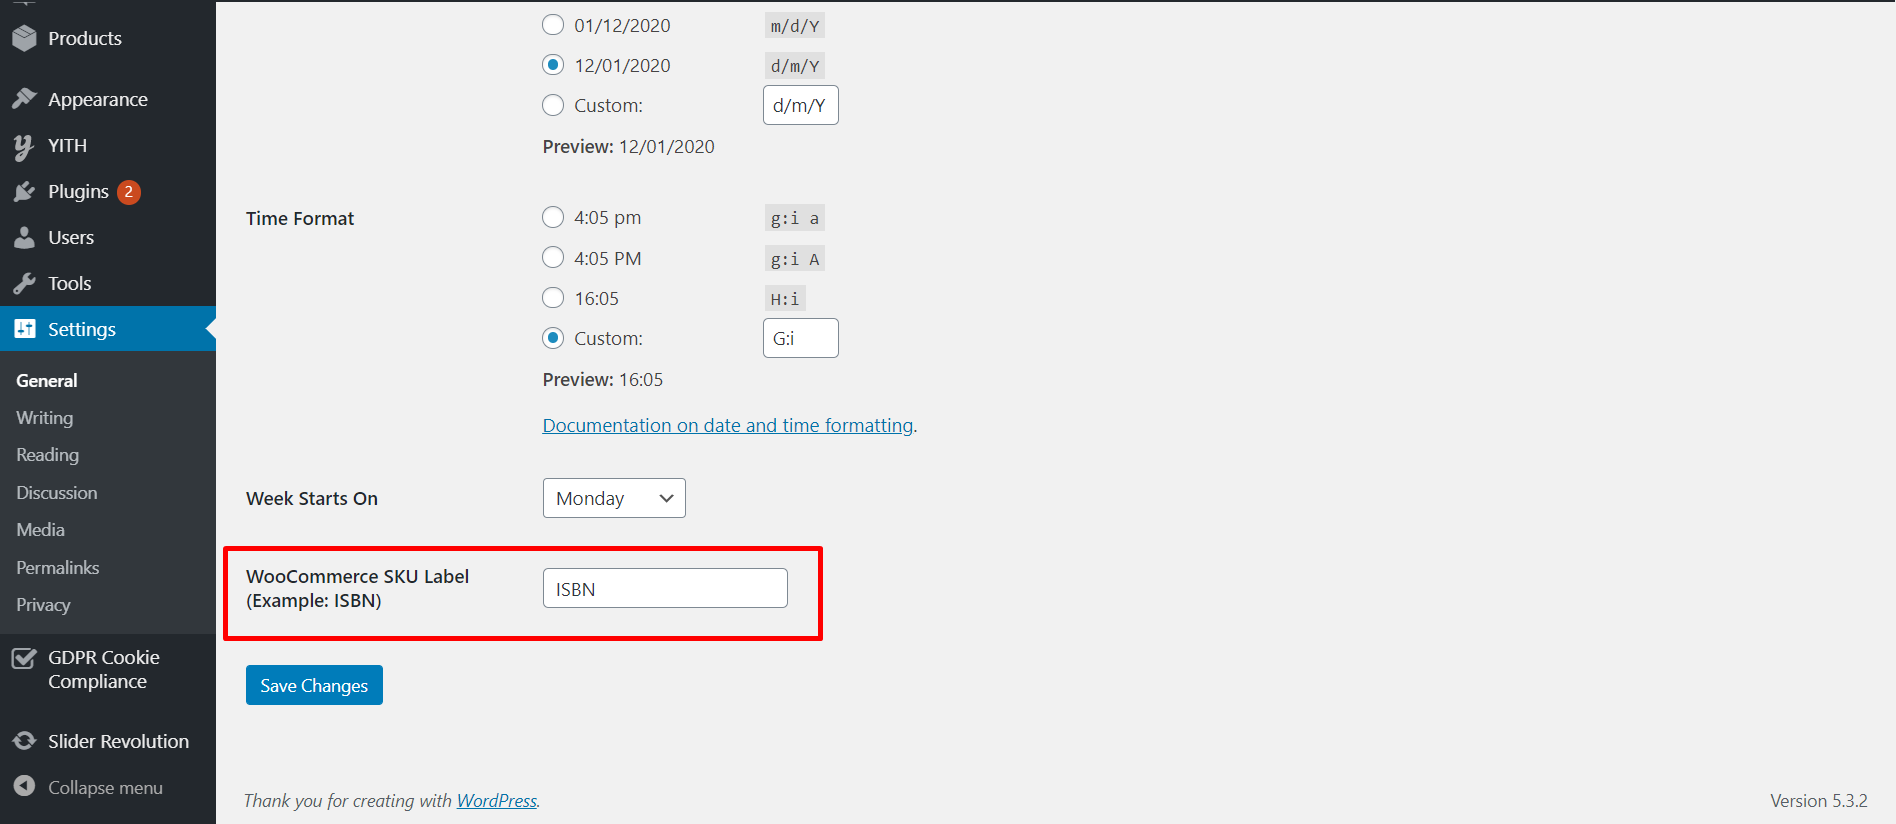 Products
Appearance
YITH
Plugins 2
Users
Tools
Settings
General
Writing
Reading
Discussion
Media
Permalinks
Privacy
GDPR Cookie
Compliance
Slider Revolution
Collapse menu
01/12/2020 m/d/Y
12/01/2020 d/m/Y
Custom: d/m/Y
Preview: 12/01/2020
Time Format
4:05 pm g:i a
4:05 PM g:i A
16:05 H:i
Custom: G:i
Preview: 16:05
Documentation on date and time formatting.
Week Starts On Monday
WooCommerce SKU Label
(Example: ISBN)
ISBN
Save Changes
Thank you for creating with WordPress.
Version 5.3.2